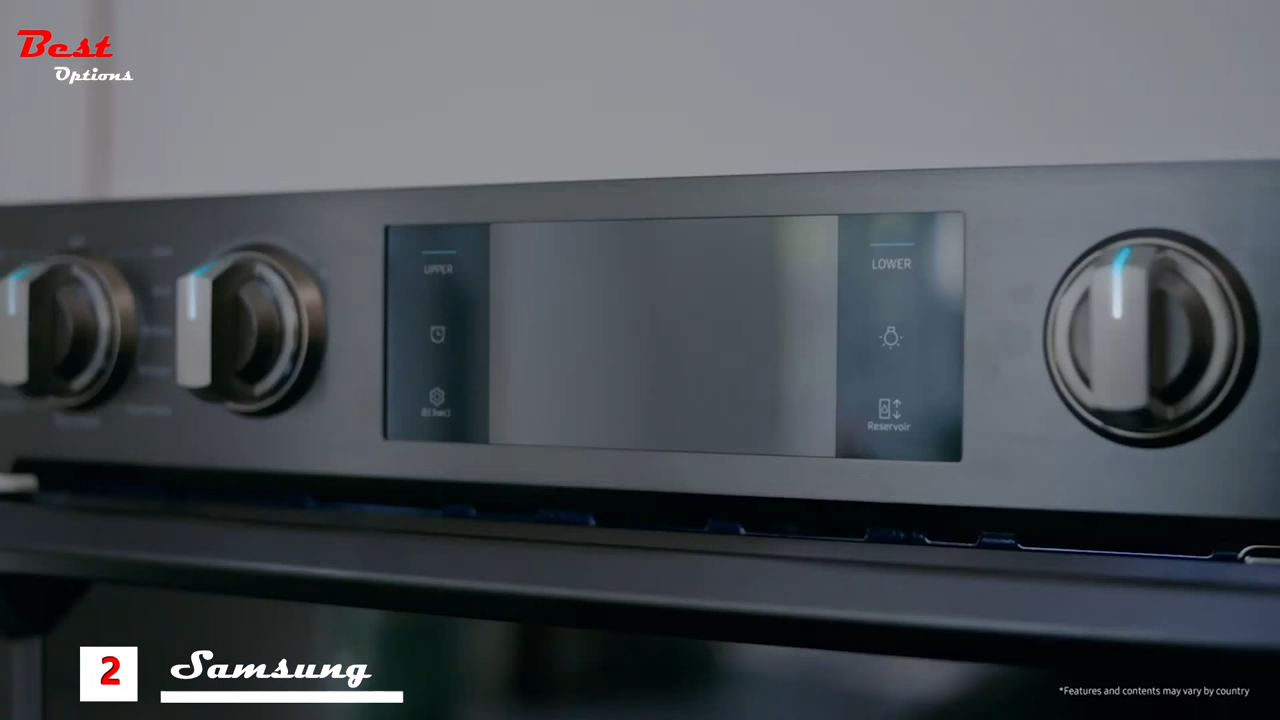 Best
Options
UPPER
LOWER
Reservoir
2
Samsung
*Features and contents may vary by country